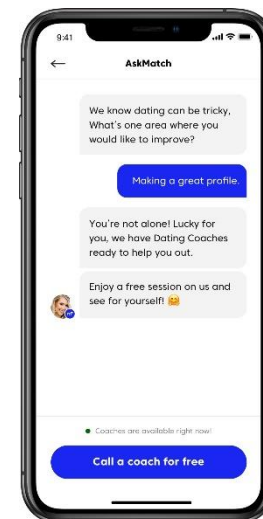 9:41
AskMatch
We know dating can be tricky,
What's one area where you
would like to improve?
Making a great profile.
You're not alone! Lucky for
you, we have Dating Coaches
ready to help you out.
Enjoy a free session on us and
see for yourself! 🤗
Coaches are available right now!
Call a coach for free